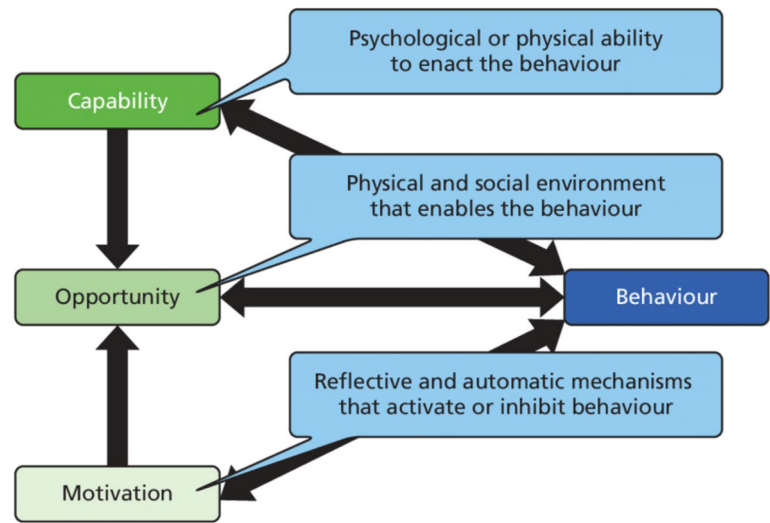 Psychological or physical ability
to enact the behaviour
Capability
Physical and social environment
that enables the behaviour
Opportunity
Behaviour
Reflective and automatic mechanisms
that activate or inhibit behaviour
Motivation